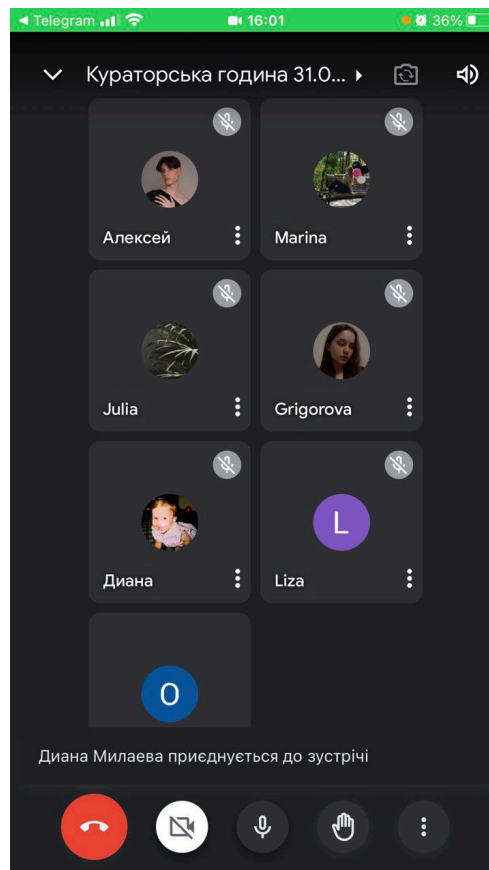 Telegram 16:01 36%
Кураторська година 31.0...
Алексей Marina
Julia Grigorova
Диана Liza
L
O
Диана Милаева приєднується до зустрічі